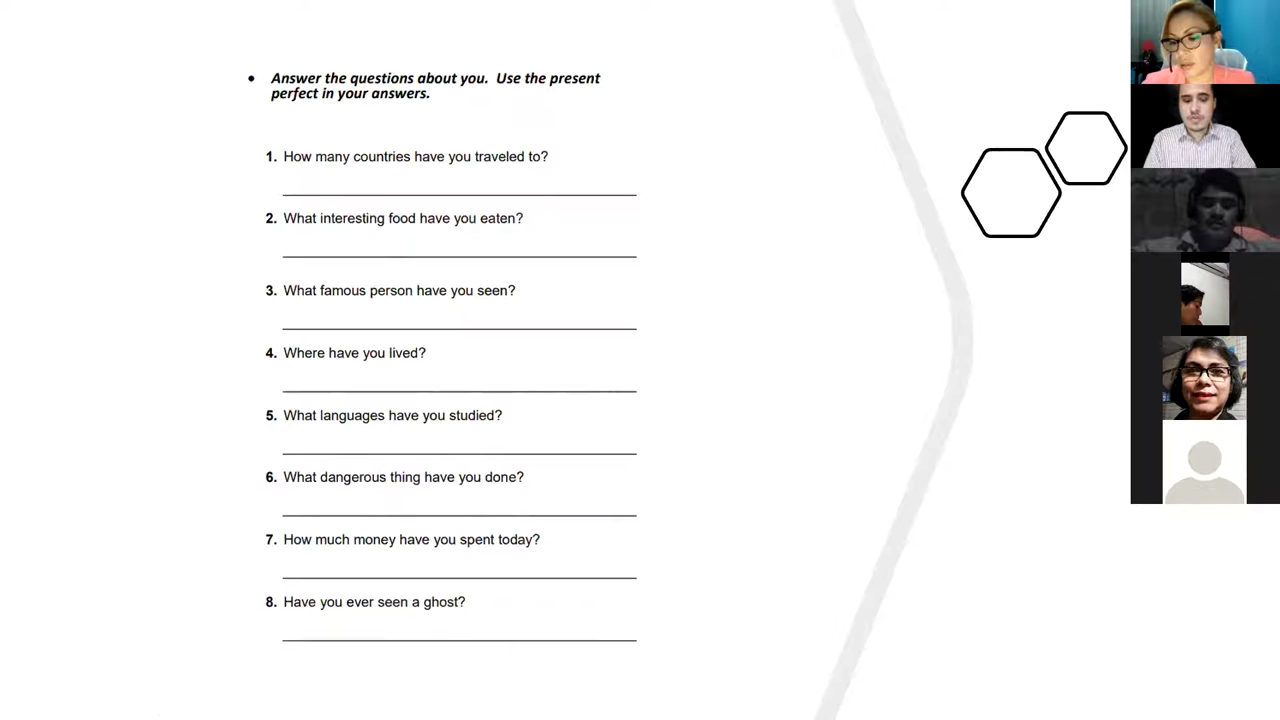 • Answer the questions about you. Use the present
perfect in your answers.
1. How many countries have you traveled to?
2. What interesting food have you eaten?
3. What famous person have you seen?
4. Where have you lived?
5. What languages have you studied?
6. What dangerous thing have you done?
7. How much money have you spent today?
8. Have you ever seen a ghost?